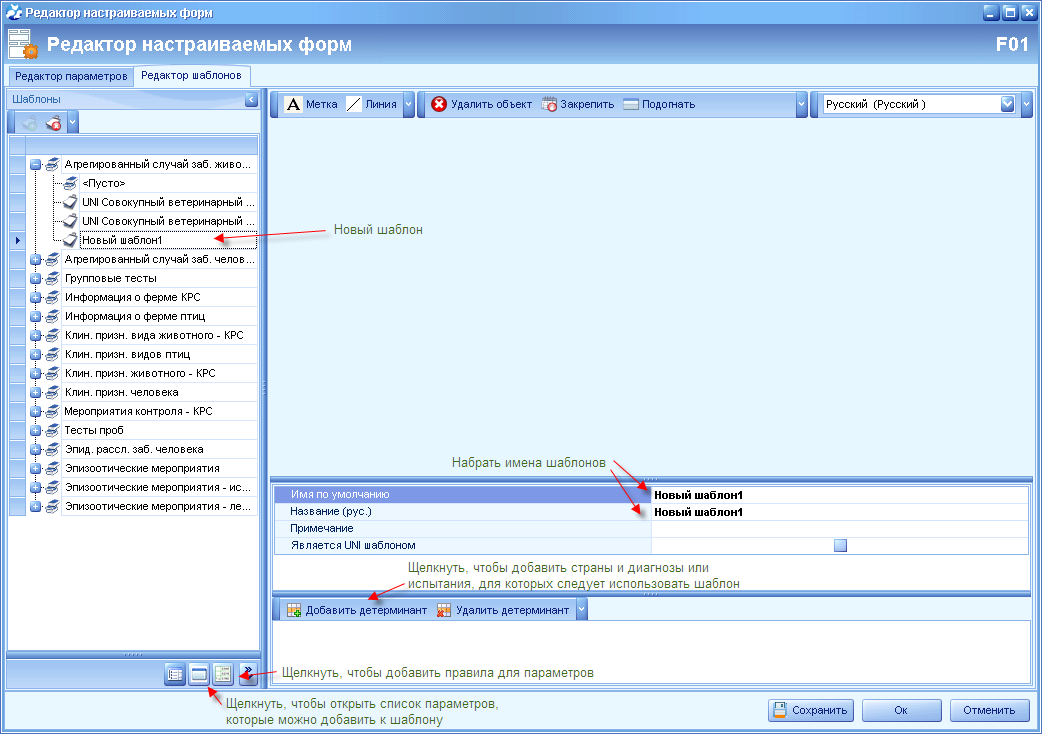 Редактор настраиваемых форм
Редактор настраиваемых форм
F01
Редактор параметров
Редактор шаблонов
Шаблоны
A Метка
Линия
Удалить объект
Закрепить
Подогнать
Русский (Русский )
Агрегированный случай заб. живо...
<Пусто>
UNI Совокупный ветеринарный ...
UNI Совокупный ветеринарный ...
Новый шаблон1
Новый шаблон
Агрегированный случай заб. челов...
Групповые тесты
Информация о ферме КРС
Информация о ферме птиц
Клин. призн. вида животного - КРС
Клин. призн. видов птиц
Клин. призн. животного - КРС
Клин. призн. человека
Мероприятия контроля - КРС
Тесты проб
Эпид. рассл. заб. человека
Эпизоотические мероприятия
Эпизоотические мероприятия - ис...
Эпизоотические мероприятия - ле...
Набрать имена шаблонов
Имя по умолчанию
Новый шаблон1
Название (рус.)
Новый шаблон1
Примечание
Является UNI шаблоном
Щелкнуть, чтобы добавить страны и диагнозы или
испытания, для которых следует использовать шаблон
Добавить детерминант
Удалить детерминант
Щелкнуть, чтобы добавить правила для параметров
Щелкнуть, чтобы открыть список параметров,
которые можно добавить к шаблону
Сохранить
Ок
Отменить